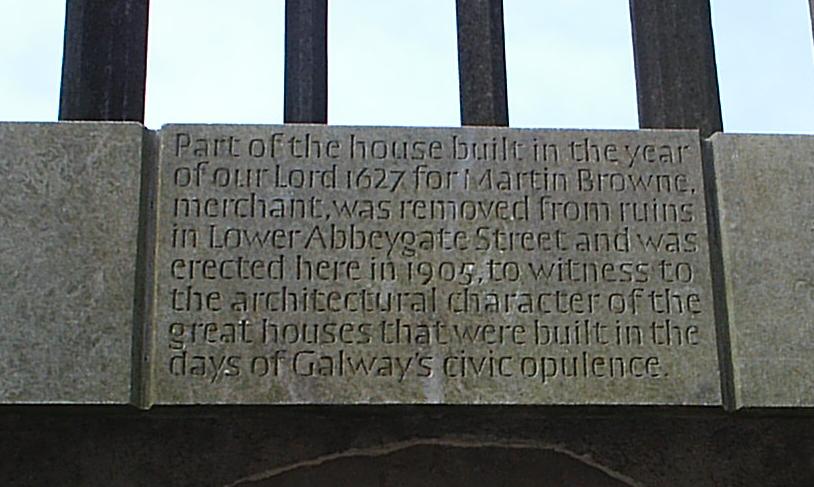 Part of the house built in the year
of our Lord 1627 for Martin Browne,
merchant, was removed from ruins
in Lower Abbeygate Street and was
erected here in 1905, to witness to
the architectural character of the
great houses that were built in the
days of Galway's civic opulence.